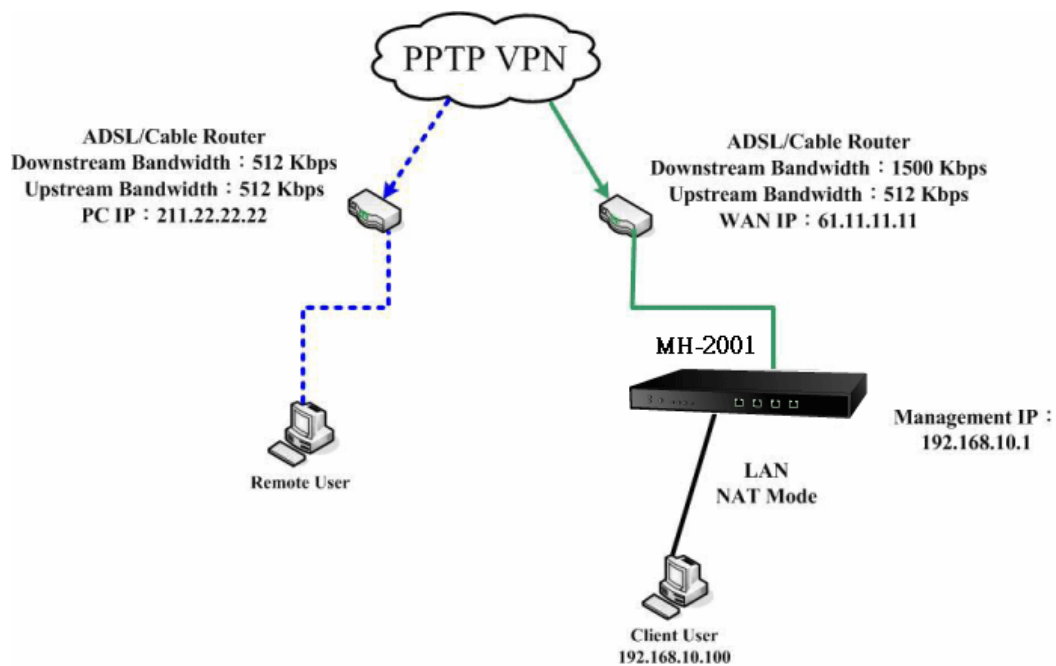 PPTP VPN
ADSL/Cable Router
Downstream Bandwidth：512 Kbps
Upstream Bandwidth：512 Kbps
PC IP：211.22.22.22
ADSL/Cable Router
Downstream Bandwidth：1500 Kbps
Upstream Bandwidth：512 Kbps
WAN IP：61.11.11.11
MH-2001
Management IP：
192.168.10.1
Remote User
LAN
NAT Mode
Client User
192.168.10.100